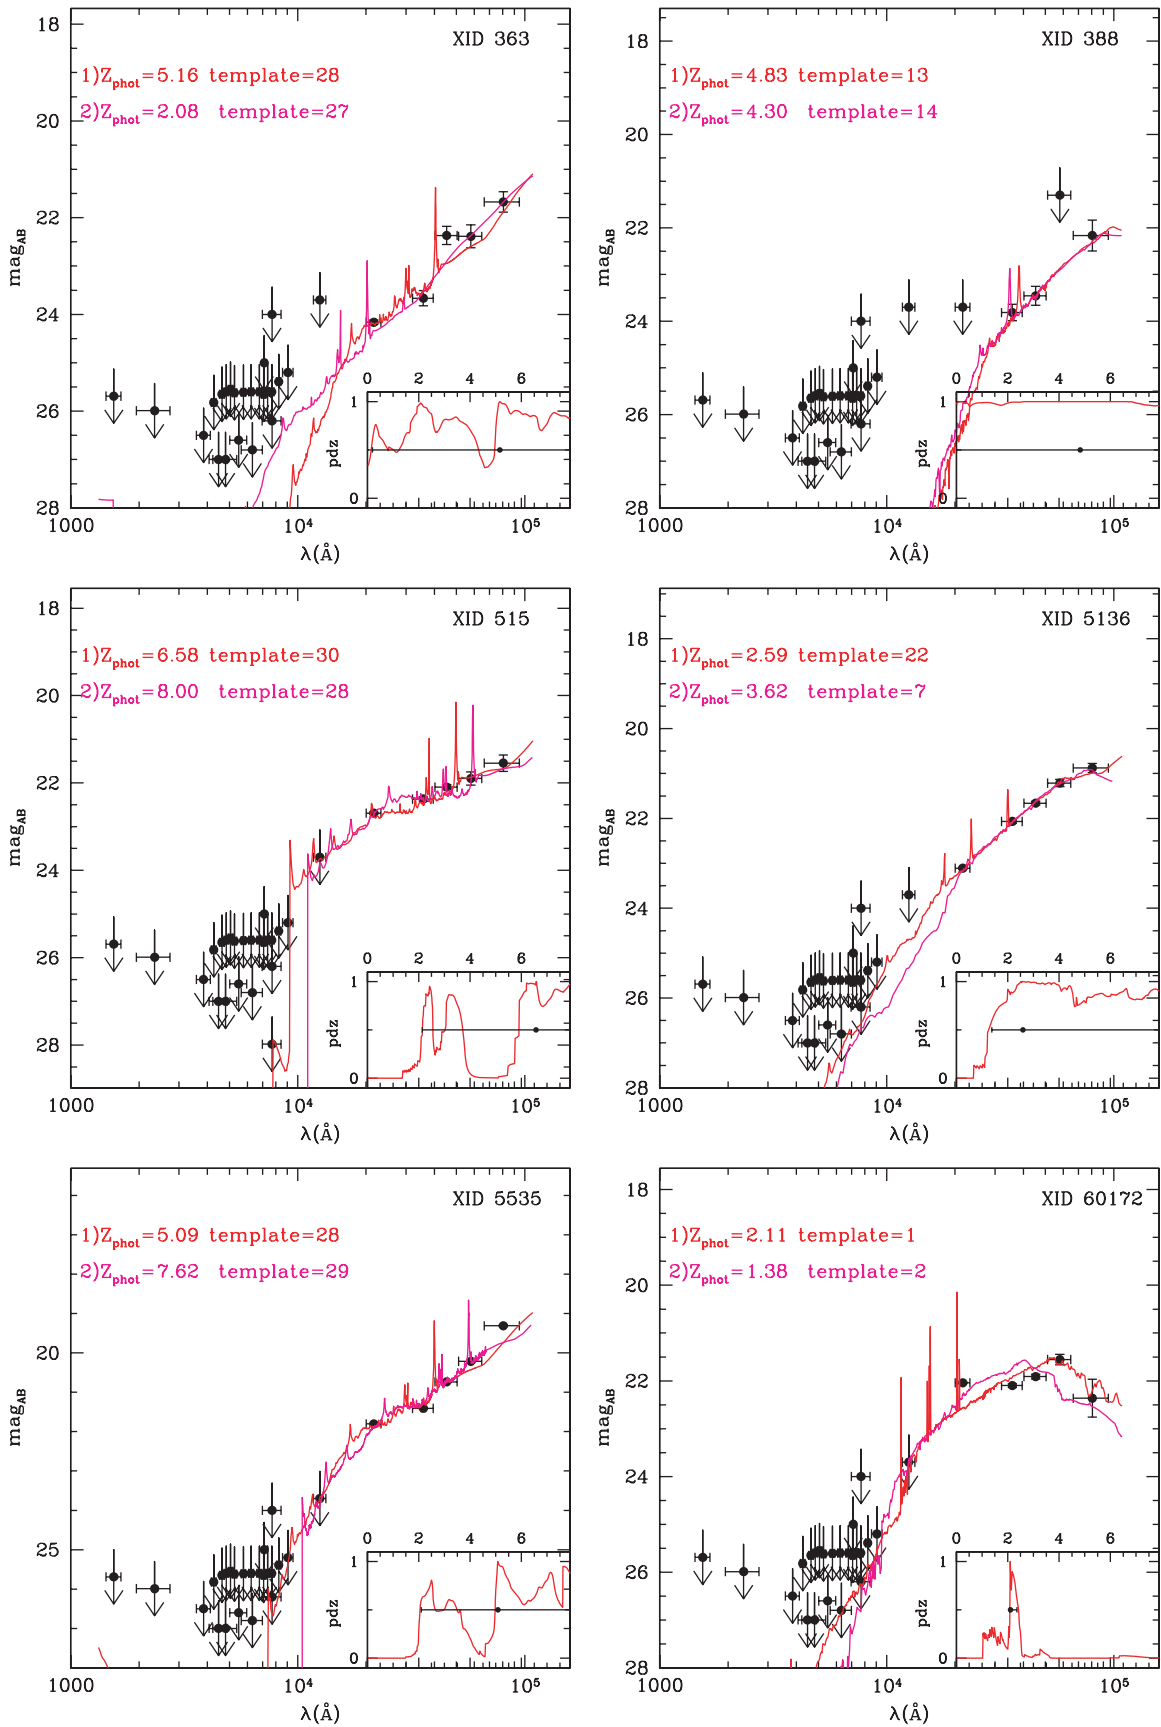 XID 363
1)Zphot=5.16 template=28
2)Zphot=2.08 template=27
magAB
20
22
24
26
28
0 2 4 6
pdz
1
0
1000 10⁴ 10⁵
λ(Å)
XID 388
1)Zphot=4.83 template=13
2)Zphot=4.30 template=14
magAB
18
20
22
24
26
28
0 2 4 6
pdz
1
0
1000 10⁴ 10⁵
λ(Å)
XID 515
1)Zphot=6.58 template=30
2)Zphot=8.00 template=28
magAB
18
20
22
24
26
28
0 2 4 6
pdz
1
0
1000 10⁴ 10⁵
λ(Å)
XID 5136
1)Zphot=2.59 template=22
2)Zphot=3.62 template=7
magAB
18
20
22
24
26
28
0 2 4 6
pdz
1
0
1000 10⁴ 10⁵
λ(Å)
XID 5535
1)Zphot=5.09 template=28
2)Zphot=7.62 template=29
magAB
20
25
0 2 4 6
pdz
1
0
1000 10⁴ 10⁵
λ(Å)
XID 60172
1)Zphot=2.11 template=1
2)Zphot=1.38 template=2
magAB
18
20
22
24
26
28
0 2 4 6
pdz
1
0
1000 10⁴ 10⁵
λ(Å)